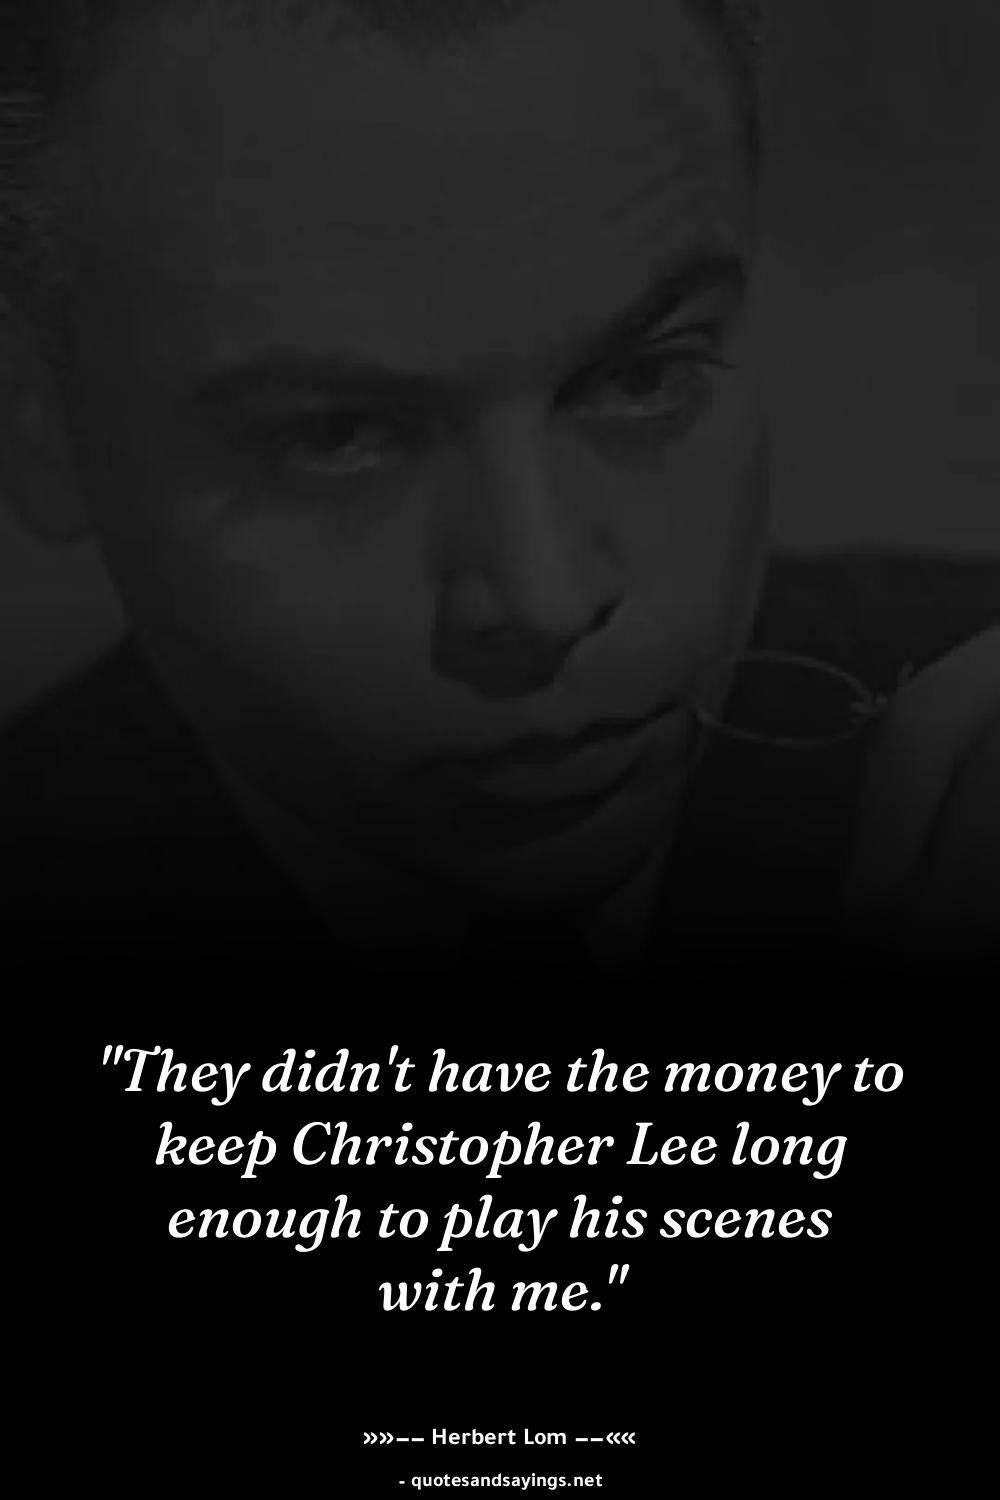 "They didn't have the money to
keep Christopher Lee long
enough to play his scenes
with me."
»»–– Herbert Lom ––««
- quotesandsayings.net